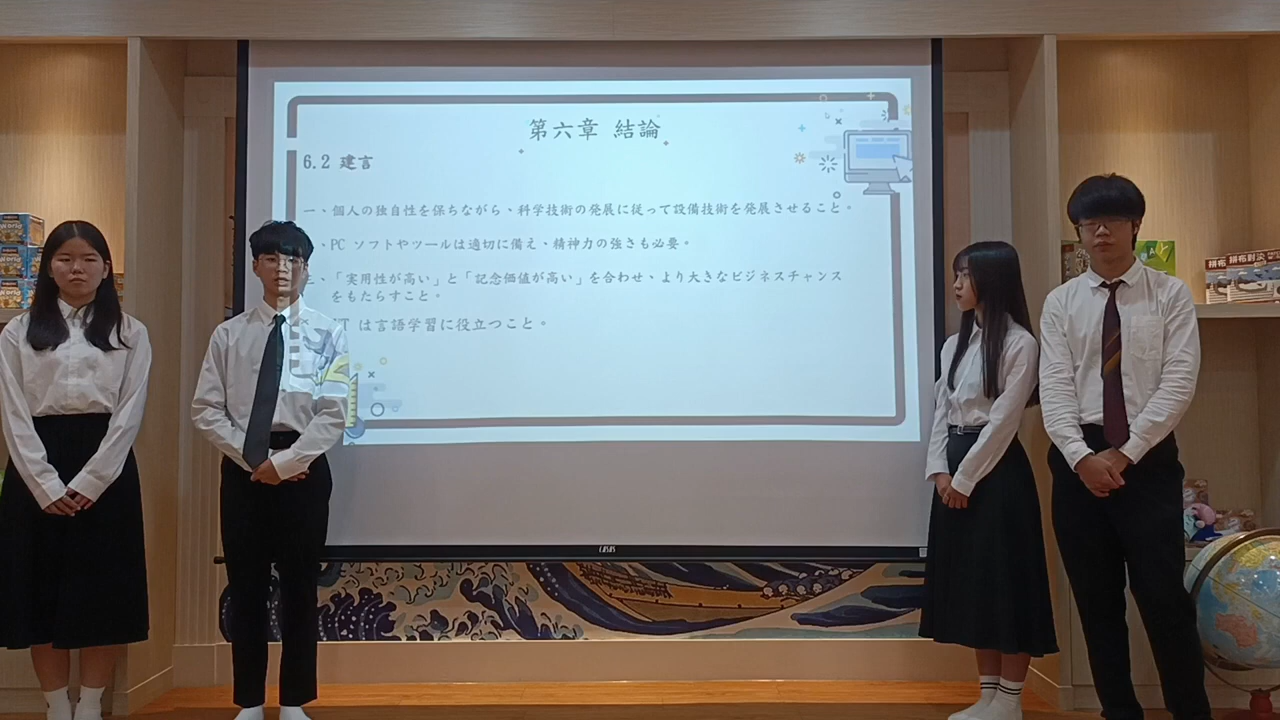 第六章 結論
6.2 建言
一、個人の独自性を保ちながら、科学技術の発展に従って設備技術を発展させること。
、PC ソフトやツールは適切に備え、精神力の強さも必要。
、「実用性が高い」と「記念価値が高い」を合わせ、より大きなビジネスチャンス
をもたらすこと。
は言語学習に役立つこと。
拼布
拼布對染